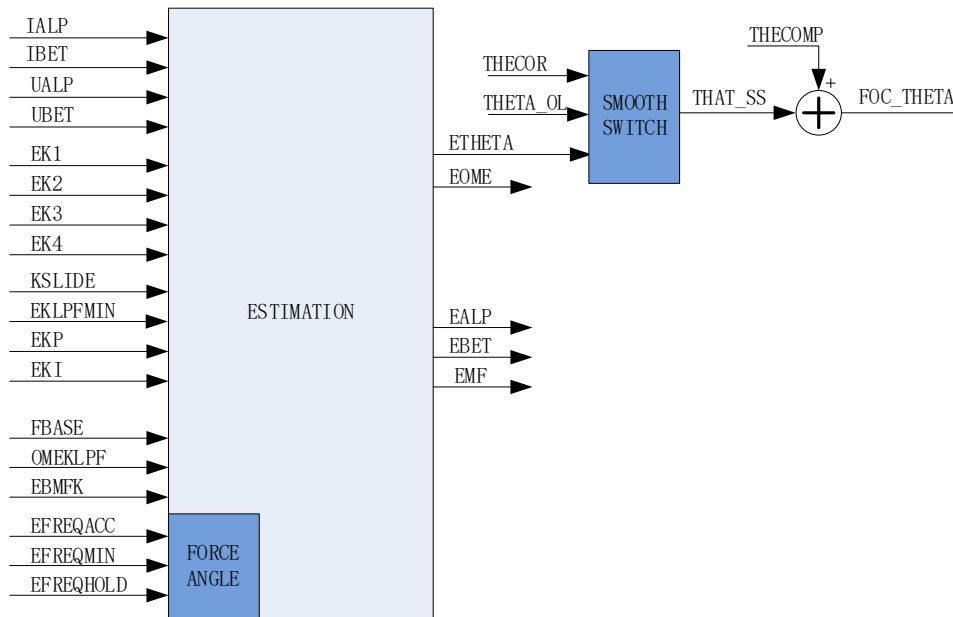 IALP
IBET
UALP
UBET
EK1
EK2
EK3
EK4
KSLIDE
EKLPFMIN
EKP
EKI
FBASE
OMEKLPF
EBMFK
EFREQACC
EFREQMIN
EFREQHOLD
FORCE
ANGLE
ESTIMATION
ETHETA
EOME
EALP
EBET
EMF
THECOR
THETA_OL
SMOOTH
SWITCH
THAT_SS
THECOMP
+
FOC_THETA